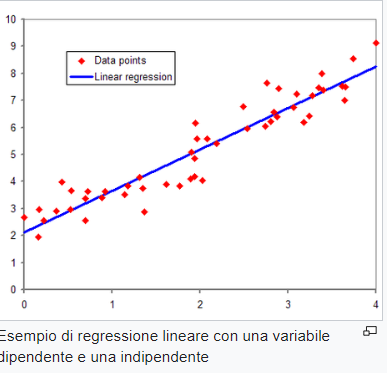 10
9
8
7
6
5
4
3
2
1
0
Data points
Linear regression
0 1 2 3 4
Esempio di regressione lineare con una variabile
dipendente e una indipendente